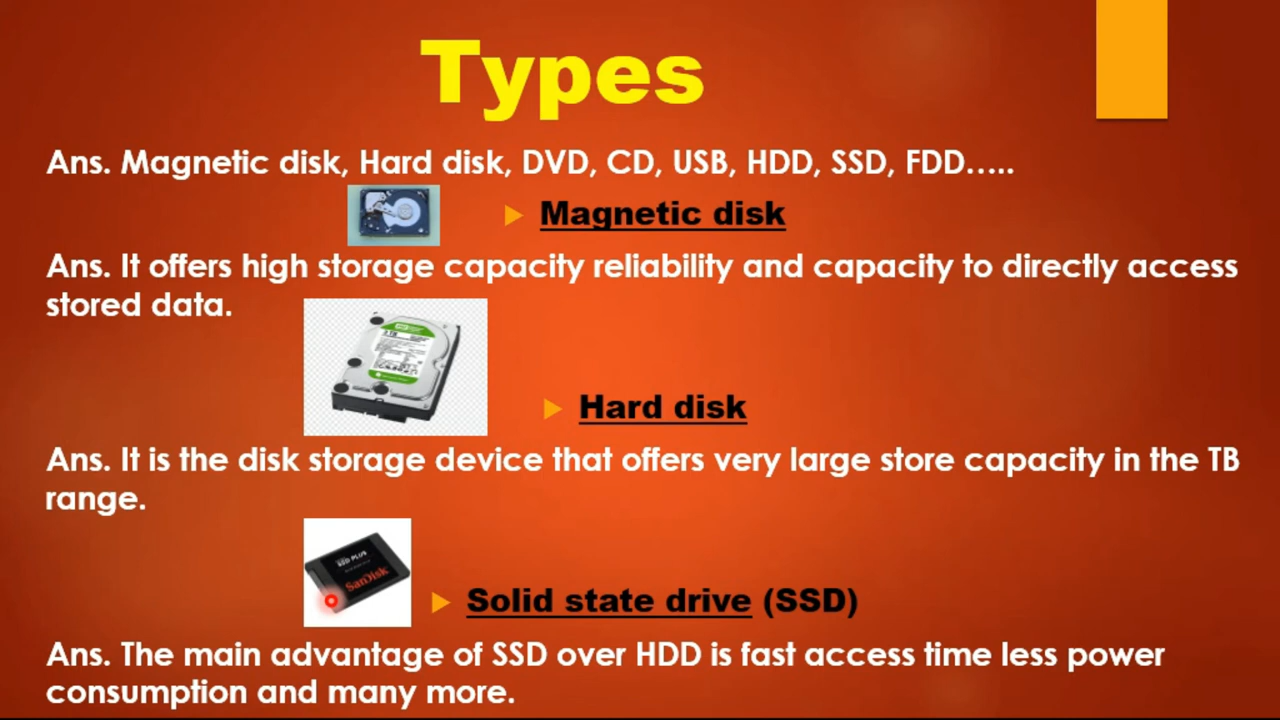 Types
Ans. Magnetic disk, Hard disk, DVD, CD, USB, HDD, SSD, FDD.....
Magnetic disk
Ans. It offers high storage capacity reliability and capacity to directly access
stored data.
Hard disk
Ans. It is the disk storage device that offers very large store capacity in the TB
range.
SSD PLUS
SanDisk
Solid state drive (SSD)
Ans. The main advantage of SSD over HDD is fast access time less power
consumption and many more.